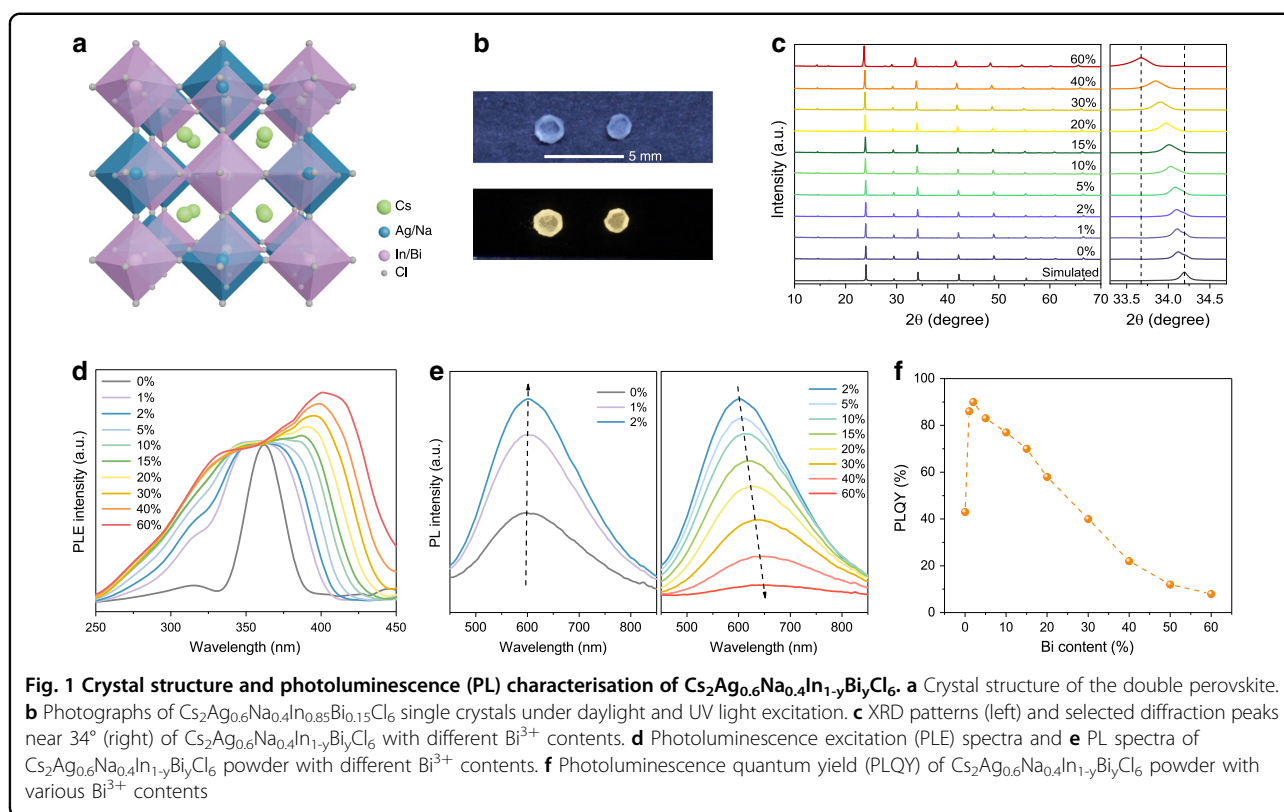 a
Cs
Ag/Na
In/Bi
Cl
b
5 mm
c
Intensity (a.u.)
60%
40%
30%
20%
15%
10%
5%
2%
1%
0%
Simulated
10 20 30 40 50 60 70
2θ (degree)
33.5 34.0 34.5
2θ (degree)
d
PLE intensity (a.u.)
0%
1%
2%
5%
10%
15%
20%
30%
40%
60%
250 300 350 400 450
Wavelength (nm)
e
PL intensity (a.u.)
0%
1%
2%
500 600 700 800
Wavelength (nm)
2%
5%
10%
15%
20%
30%
40%
60%
500 600 700 800
Wavelength (nm)
f
PLQY (%)
100
80
60
40
20
0
0 10 20 30 40 50 60
Bi content (%)
Fig. 1 Crystal structure and photoluminescence (PL) characterisation of Cs₂Ag₀.₆Na₀.₄In₁₋yBiyCl₆. a Crystal structure of the double perovskite.
b Photographs of Cs₂Ag₀.₆Na₀.₄In₀.₈₅Bi₀.₁₅Cl₆ single crystals under daylight and UV light excitation. c XRD patterns (left) and selected diffraction peaks
near 34° (right) of Cs₂Ag₀.₆Na₀.₄In₁₋yBiyCl₆ with different Bi³⁺ contents. d Photoluminescence excitation (PLE) spectra and e PL spectra of
Cs₂Ag₀.₆Na₀.₄In₁₋yBiyCl₆ powder with different Bi³⁺ contents. f Photoluminescence quantum yield (PLQY) of Cs₂Ag₀.₆Na₀.₄In₁₋yBiyCl₆ powder with
various Bi³⁺ contents